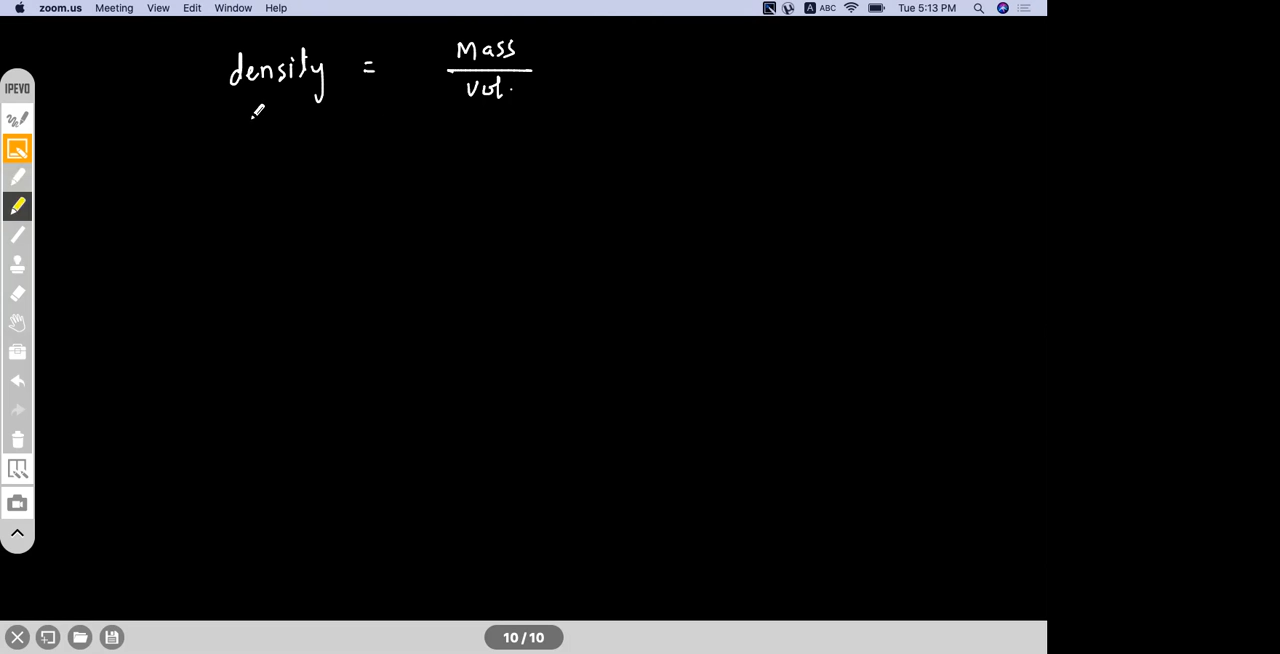 zoom.us Meeting View Edit Window Help A ABC Tue 5:13 PM
density = Mass
vol.
IPEVO
10/10